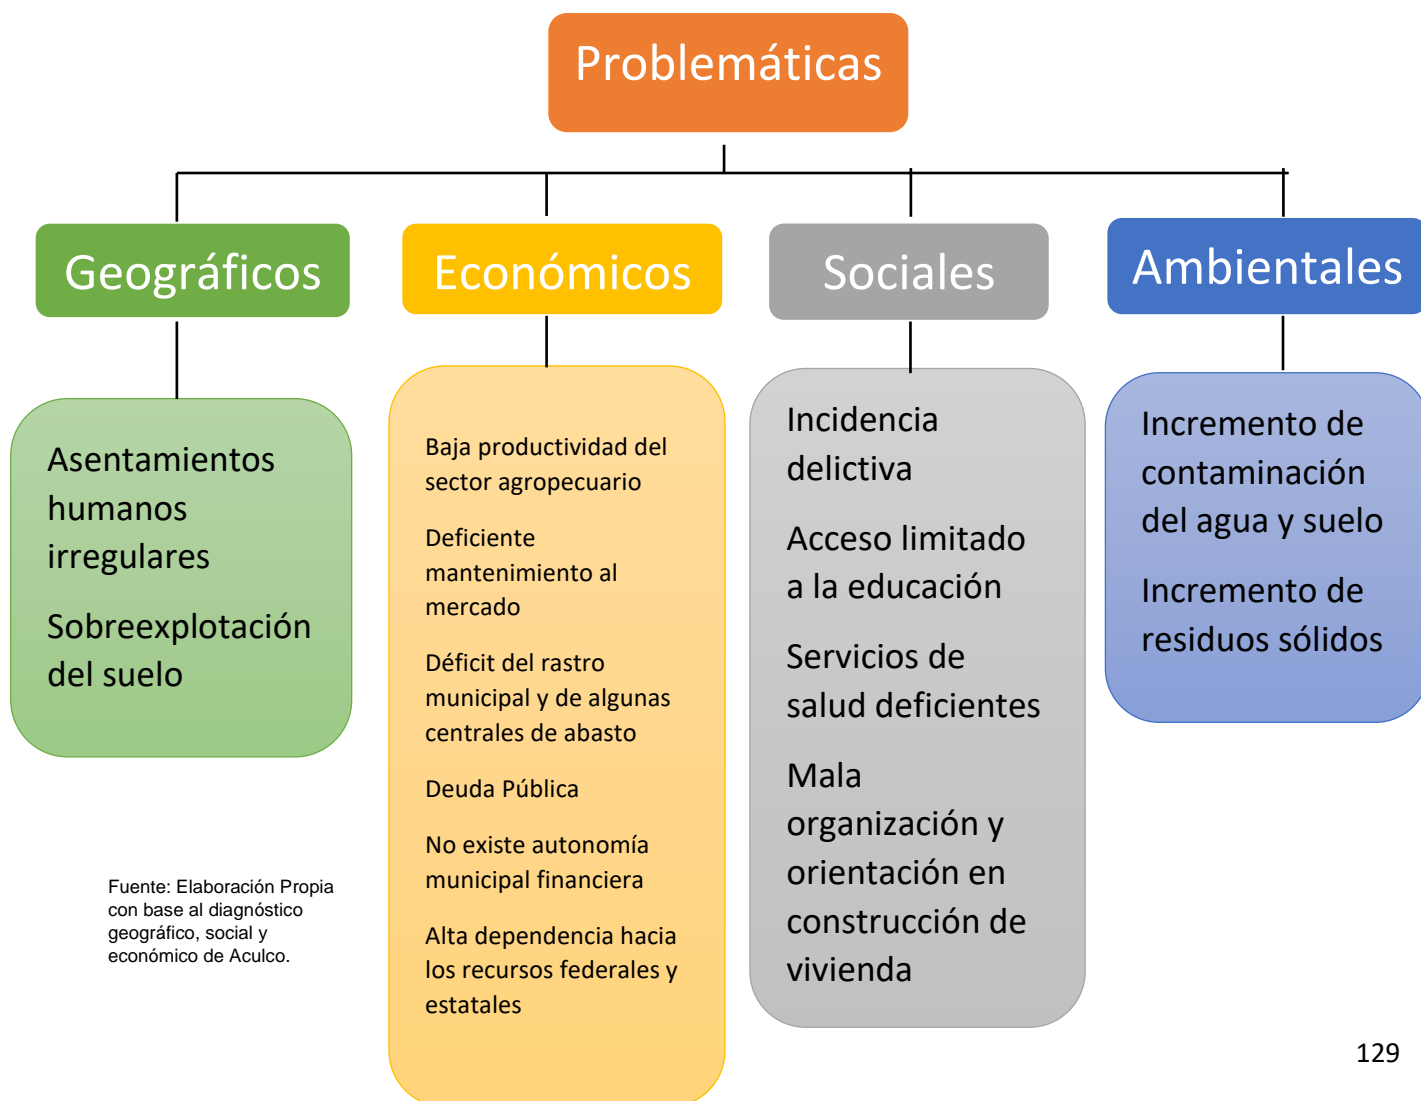 Problemáticas
Geográficos
Asentamientos
humanos
irregulares
Sobreexplotación
del suelo
Económicos
Baja productividad del
sector agropecuario
Deficiente
mantenimiento al
mercado
Déficit del rastro
municipal y de algunas
centrales de abasto
Deuda Pública
No existe autonomía
municipal financiera
Alta dependencia hacia
los recursos federales y
estatales
Sociales
Incidencia
delictiva
Acceso limitado
a la educación
Servicios de
salud deficientes
Mala
organización y
orientación en
construcción de
vivienda
Ambientales
Incremento de
contaminación
del agua y suelo
Incremento de
residuos sólidos
Fuente: Elaboración Propia
con base al diagnóstico
geográfico, social y
económico de Aculco.
129